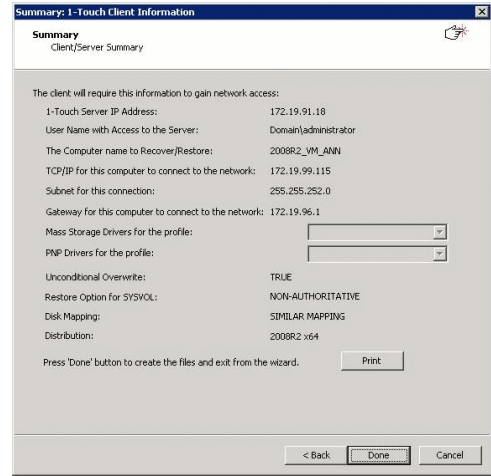 Summary: 1-Touch Client Information
Summary
Client/Server Summary
The client will require this information to gain network access:
1-Touch Server IP Address: 172.19.91.18
User Name with Access to the Server: Domain\administrator
The Computer name to Recover/Restore: 2008R2_VM_ANN
TCP/IP for this computer to connect to the network: 172.19.99.115
Subnet for this connection: 255.255.252.0
Gateway for this computer to connect to the network: 172.19.96.1
Mass Storage Drivers for the profile:
PNP Drivers for the profile:
Unconditional Overwrite: TRUE
Restore Option for SYSVOL: NON-AUTHORITATIVE
Disk Mapping: SIMILAR MAPPING
Distribution: 2008R2 x64
Press 'Done' button to create the files and exit from the wizard. Print
< Back Done Cancel